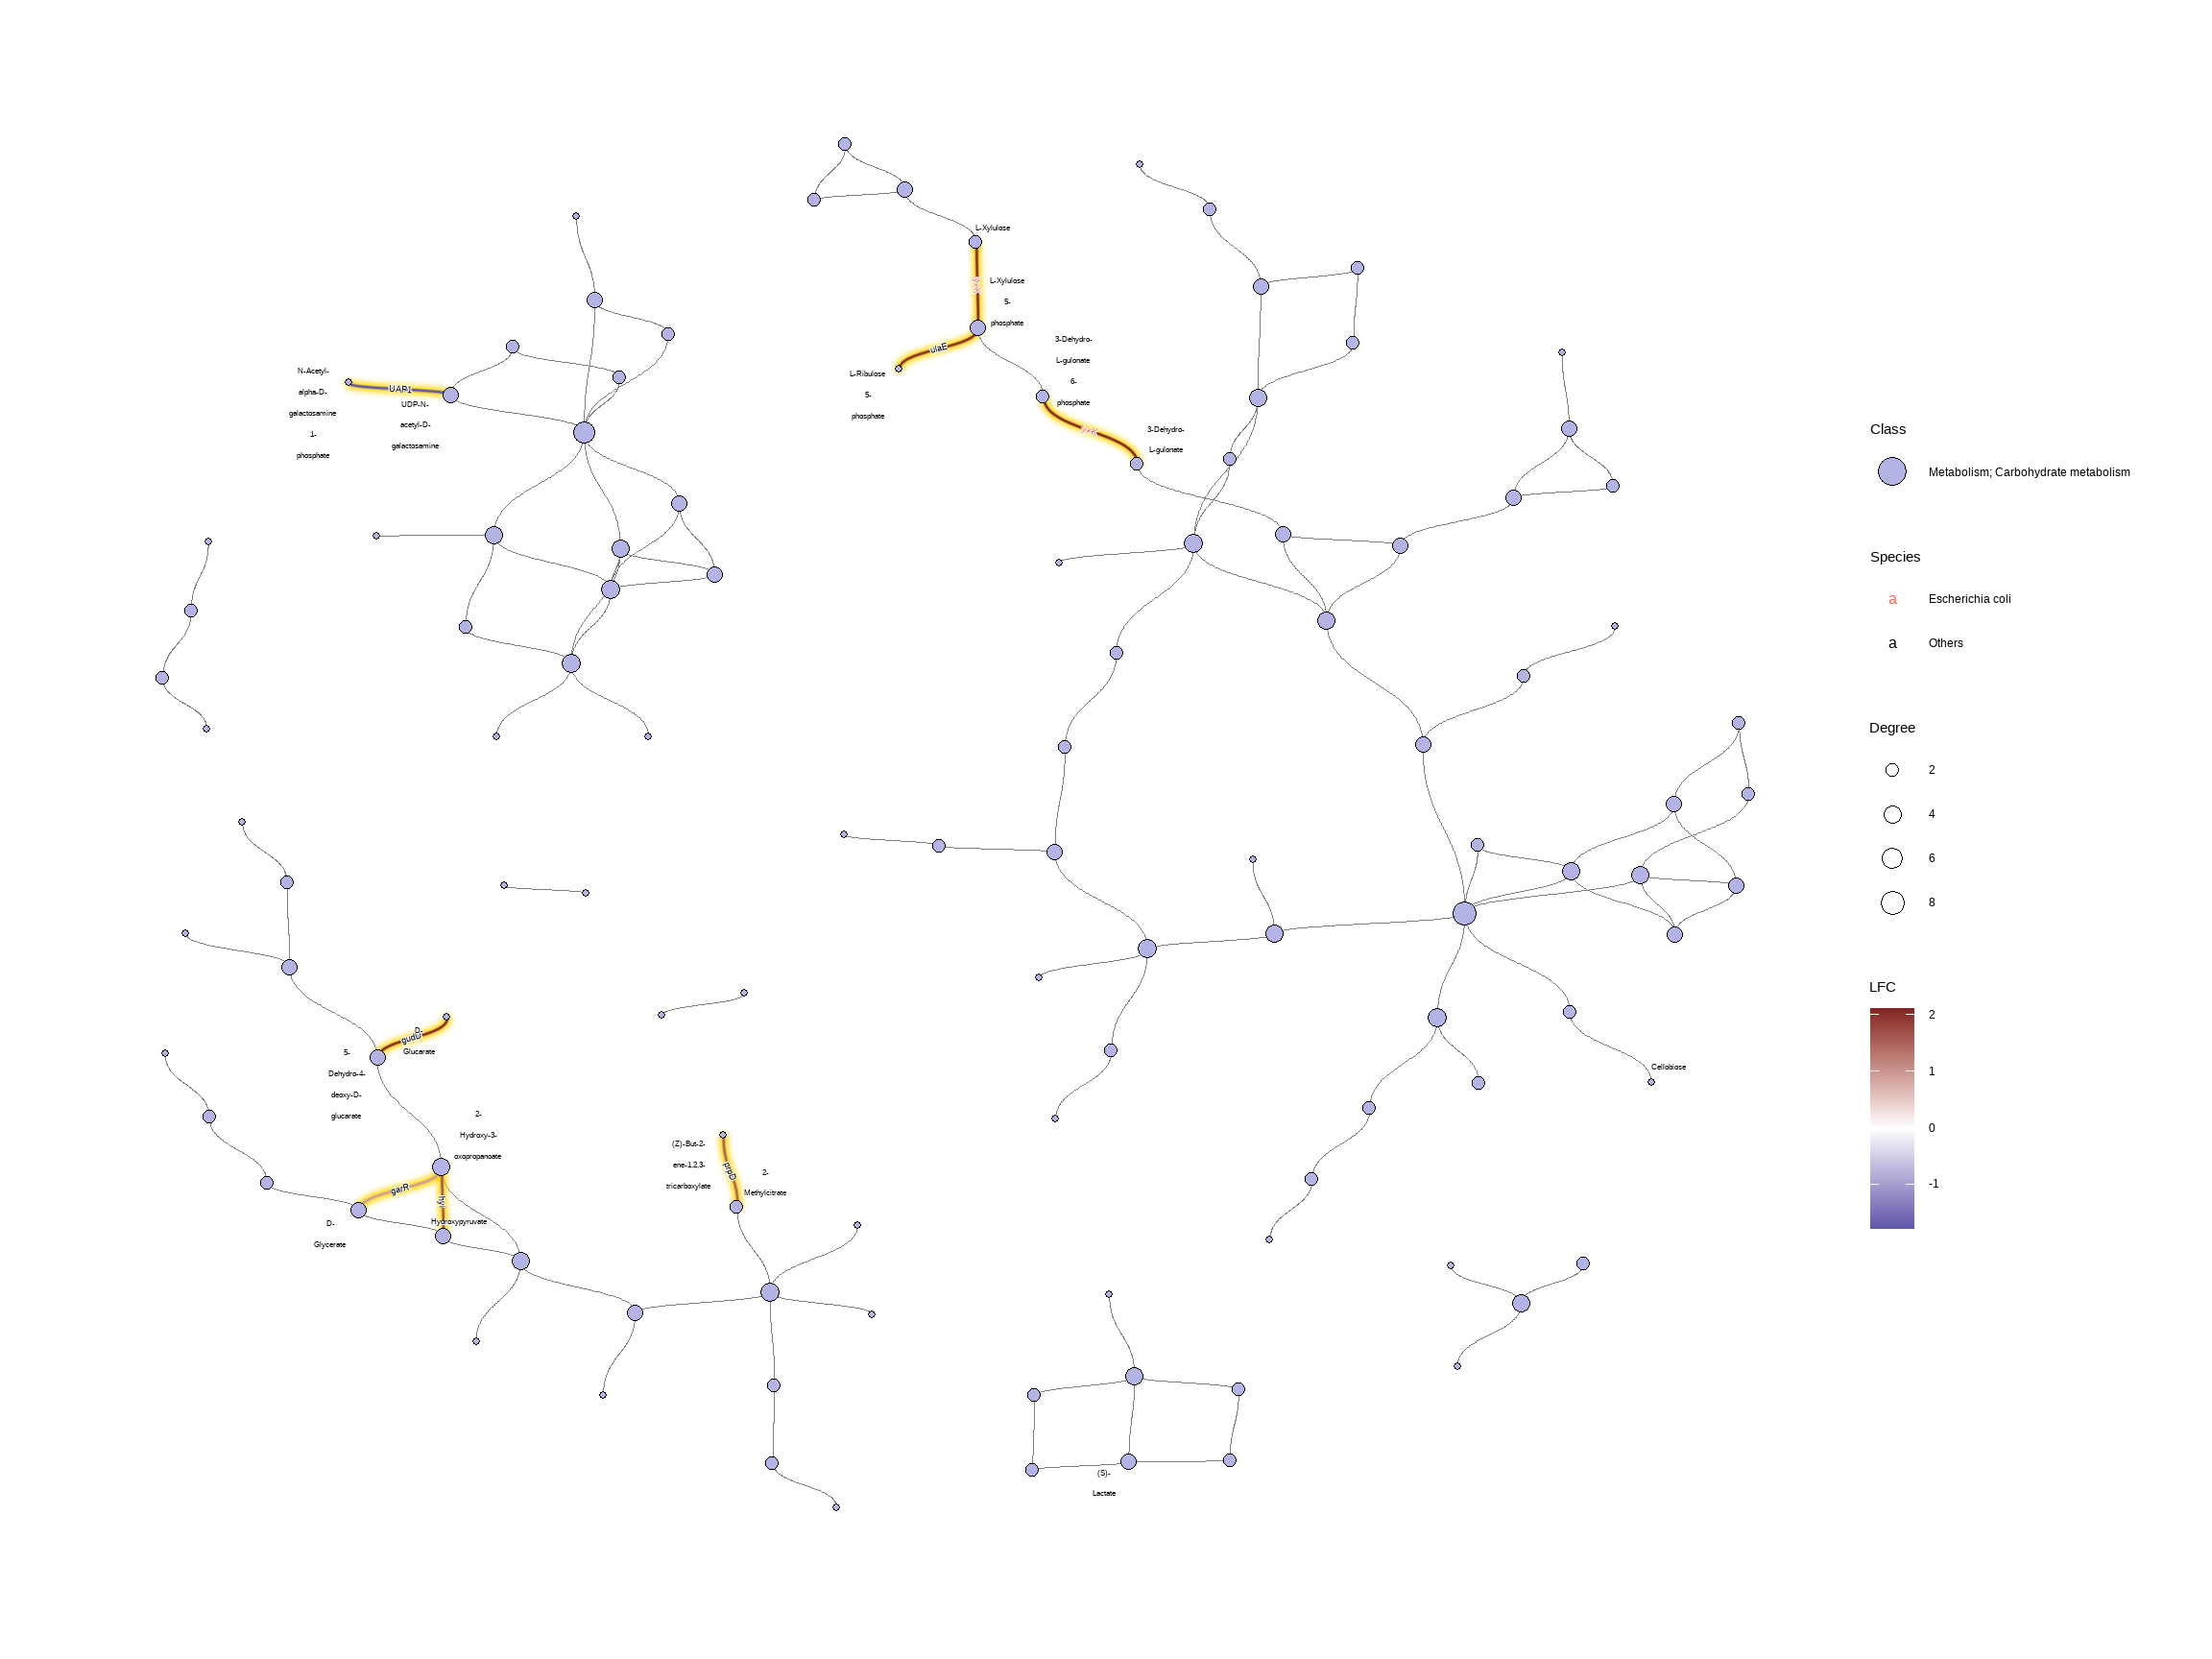 L-Xylulose
L-Xylulose
5-
phosphate
3-Dehydro-
L-gulonate
6-
phosphate
ulaE
L-Ribulose
5-
phosphate
N-Acetyl-
alpha-D-
galactosamine
1-
phosphate
UAP1
UDP-N-
acetyl-D-
galactosamine
3-Dehydro-
L-gulonate
Class
Metabolism; Carbohydrate metabolism
Species
a
Escherichia coli
a
Others
Degree
2
4
6
8
LFC
2
1
0
-1
D-
gudD
Glucarate
5-
Dehydro-4-
deoxy-D-
glucarate
Cellobiose
2-
Hydroxy-3-
oxopropanoate
(Z)-But-2-
ene-1,2,3-
tricarboxylate
prpD
2-
Methylcitrate
garR
hyi
Hydroxypyruvate
D-
Glycerate
(S)-
Lactate